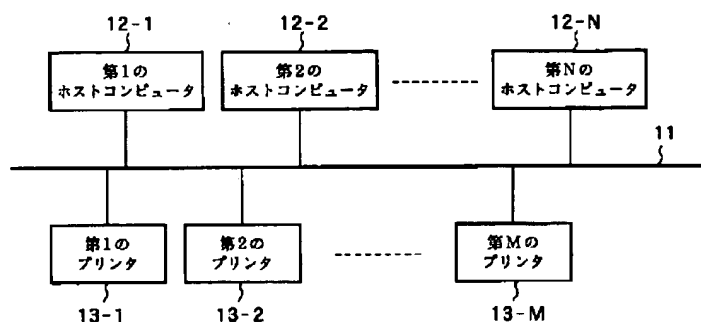 12-1
12-2
12-N
第1の
ホストコンピュータ
第2の
ホストコンピュータ
第Nの
ホストコンピュータ
11
第1の
プリンタ
第2の
プリンタ
第Mの
プリンタ
13-1
13-2
13-M